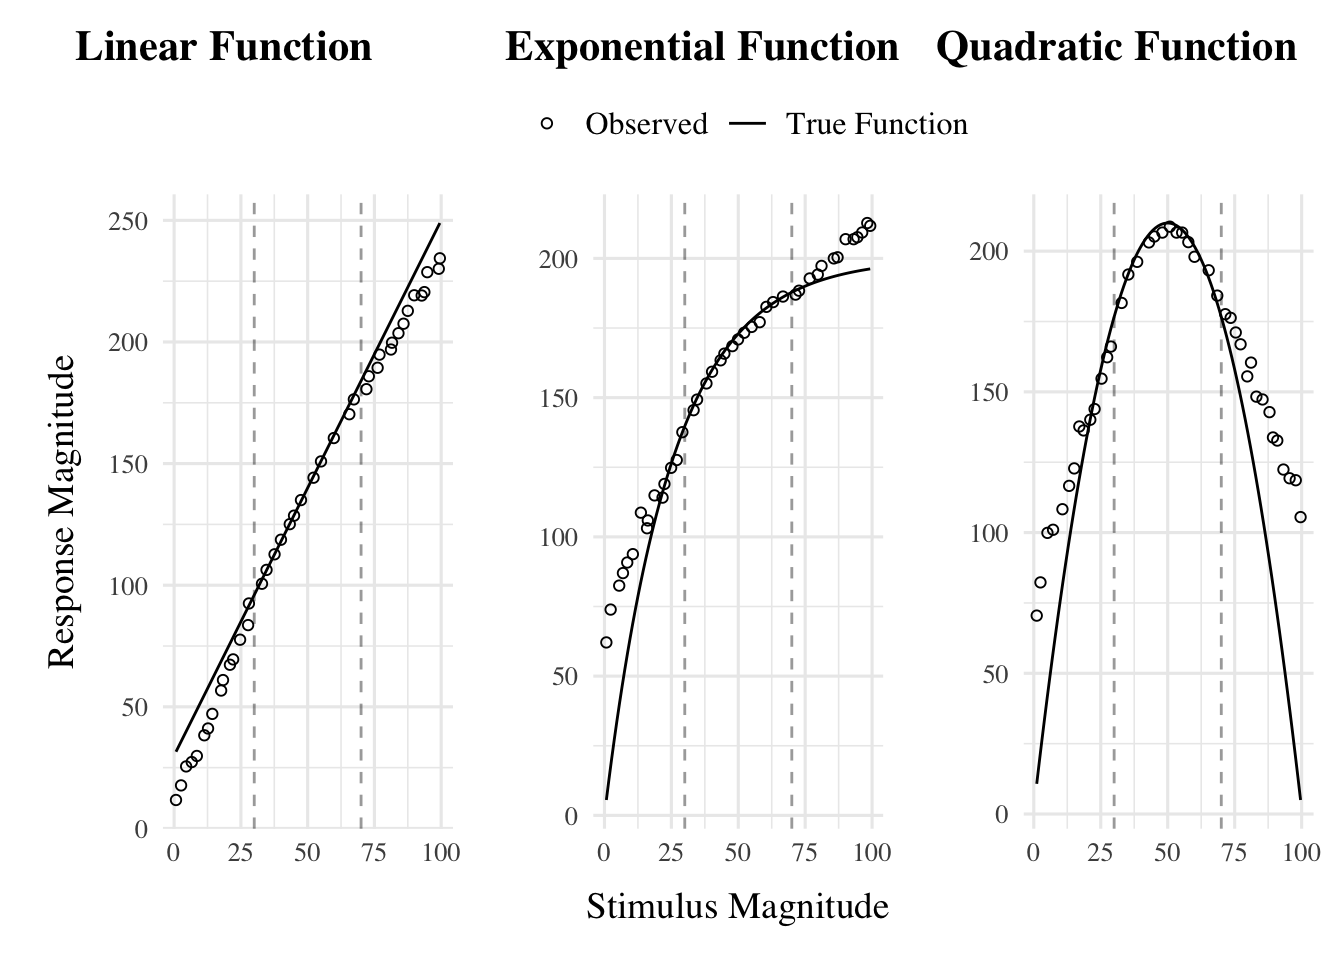 Linear Function
Exponential Function
Quadratic Function
Observed
True Function
Response Magnitude
250
200
150
100
50
0
0 25 50 75 100
200
150
100
50
0
0 25 50 75 100
200
150
100
50
0
0 25 50 75 100
Stimulus Magnitude